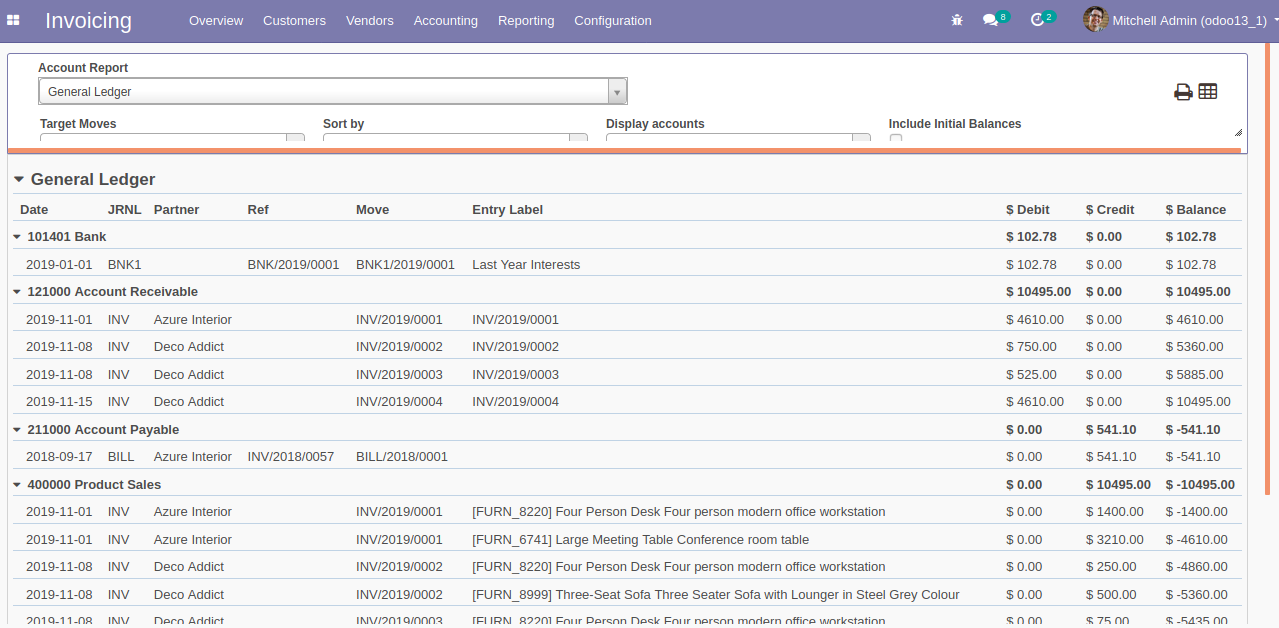 Invoicing Overview Customers Vendors Accounting Reporting Configuration 8 2 Mitchell Admin (odoo13_1)
Account Report
General Ledger
Target Moves Sort by Display accounts Include Initial Balances
General Ledger
Date JRNL Partner Ref Move Entry Label $ Debit $ Credit $ Balance
101401 Bank $ 102.78 $ 0.00 $ 102.78
2019-01-01 BNK1 BNK/2019/0001 BNK1/2019/0001 Last Year Interests $ 102.78 $ 0.00 $ 102.78
121000 Account Receivable $ 10495.00 $ 0.00 $ 10495.00
2019-11-01 INV Azure Interior INV/2019/0001 INV/2019/0001 $ 4610.00 $ 0.00 $ 4610.00
2019-11-08 INV Deco Addict INV/2019/0002 INV/2019/0002 $ 750.00 $ 0.00 $ 5360.00
2019-11-08 INV Deco Addict INV/2019/0003 INV/2019/0003 $ 525.00 $ 0.00 $ 5885.00
2019-11-15 INV Deco Addict INV/2019/0004 INV/2019/0004 $ 4610.00 $ 0.00 $ 10495.00
211000 Account Payable $ 0.00 $ 541.10 $ -541.10
2018-09-17 BILL Azure Interior INV/2018/0057 BILL/2018/0001 $ 0.00 $ 541.10 $ -541.10
400000 Product Sales $ 0.00 $ 10495.00 $ -10495.00
2019-11-01 INV Azure Interior INV/2019/0001 [FURN_8220] Four Person Desk Four person modern office workstation $ 0.00 $ 1400.00 $ -1400.00
2019-11-01 INV Azure Interior INV/2019/0001 [FURN_6741] Large Meeting Table Conference room table $ 0.00 $ 3210.00 $ -4610.00
2019-11-08 INV Deco Addict INV/2019/0002 [FURN_8220] Four Person Desk Four person modern office workstation $ 0.00 $ 250.00 $ -4860.00
2019-11-08 INV Deco Addict INV/2019/0002 [FURN_8999] Three-Seat Sofa Three Seater Sofa with Lounger in Steel Grey Colour $ 0.00 $ 500.00 $ -5360.00
2019-11-08 INV Deco Addict INV/2019/0003 [FURN_8220] Four Person Desk Four person modern office workstation $ 0.00 $ 75.00 $ -5435.00